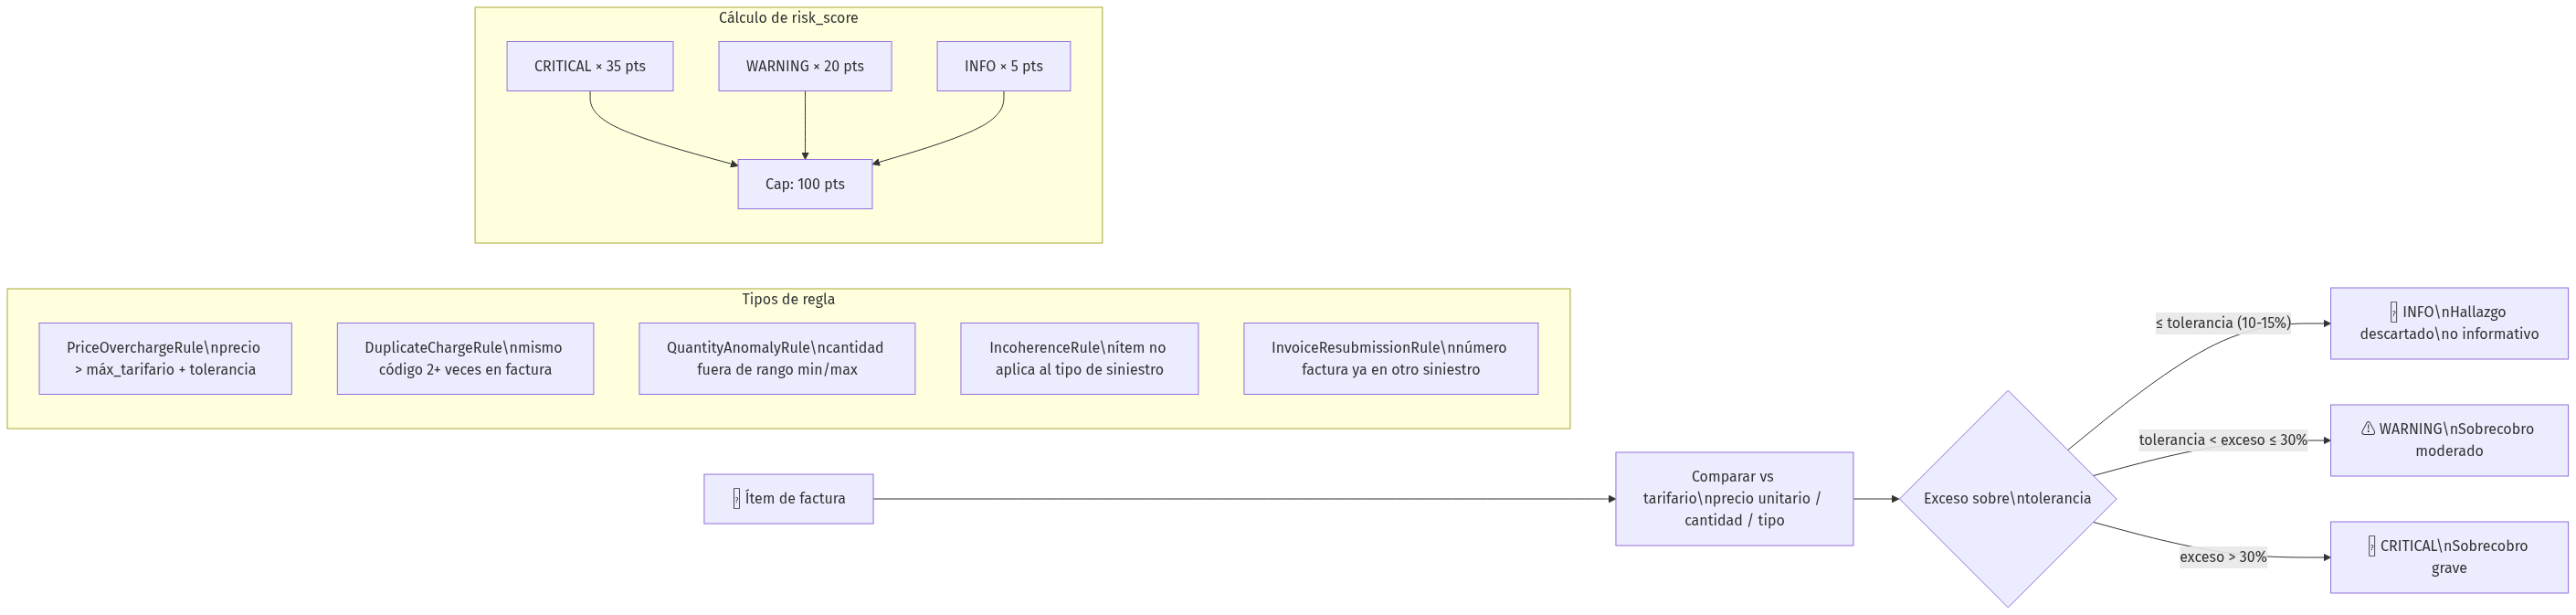 Cálculo de risk_score
CRITICAL × 35 pts
WARNING × 20 pts
INFO × 5 pts
Cap: 100 pts
Tipos de regla
PriceOverchargeRule\nprecio
> máx_tarifario + tolerancia
DuplicateChargeRule\nmismo
código 2+ veces en factura
QuantityAnomalyRule\ncantidad
fuera de rango min/max
IncoherenceRule\nítem no
aplica al tipo de siniestro
InvoiceResubmissionRule\nnúmero
factura ya en otro siniestro
Ítem de factura
Comparar vs
tarifario\nprecio unitario /
cantidad / tipo
Exceso sobre\ntolerancia
≤ tolerancia (10-15%)
tolerancia < exceso ≤ 30%
exceso > 30%
INFO\nHallazgo
descartado\no informativo
⚠ WARNING\nSobrecobro
moderado
CRITICAL\nSobrecobro
grave